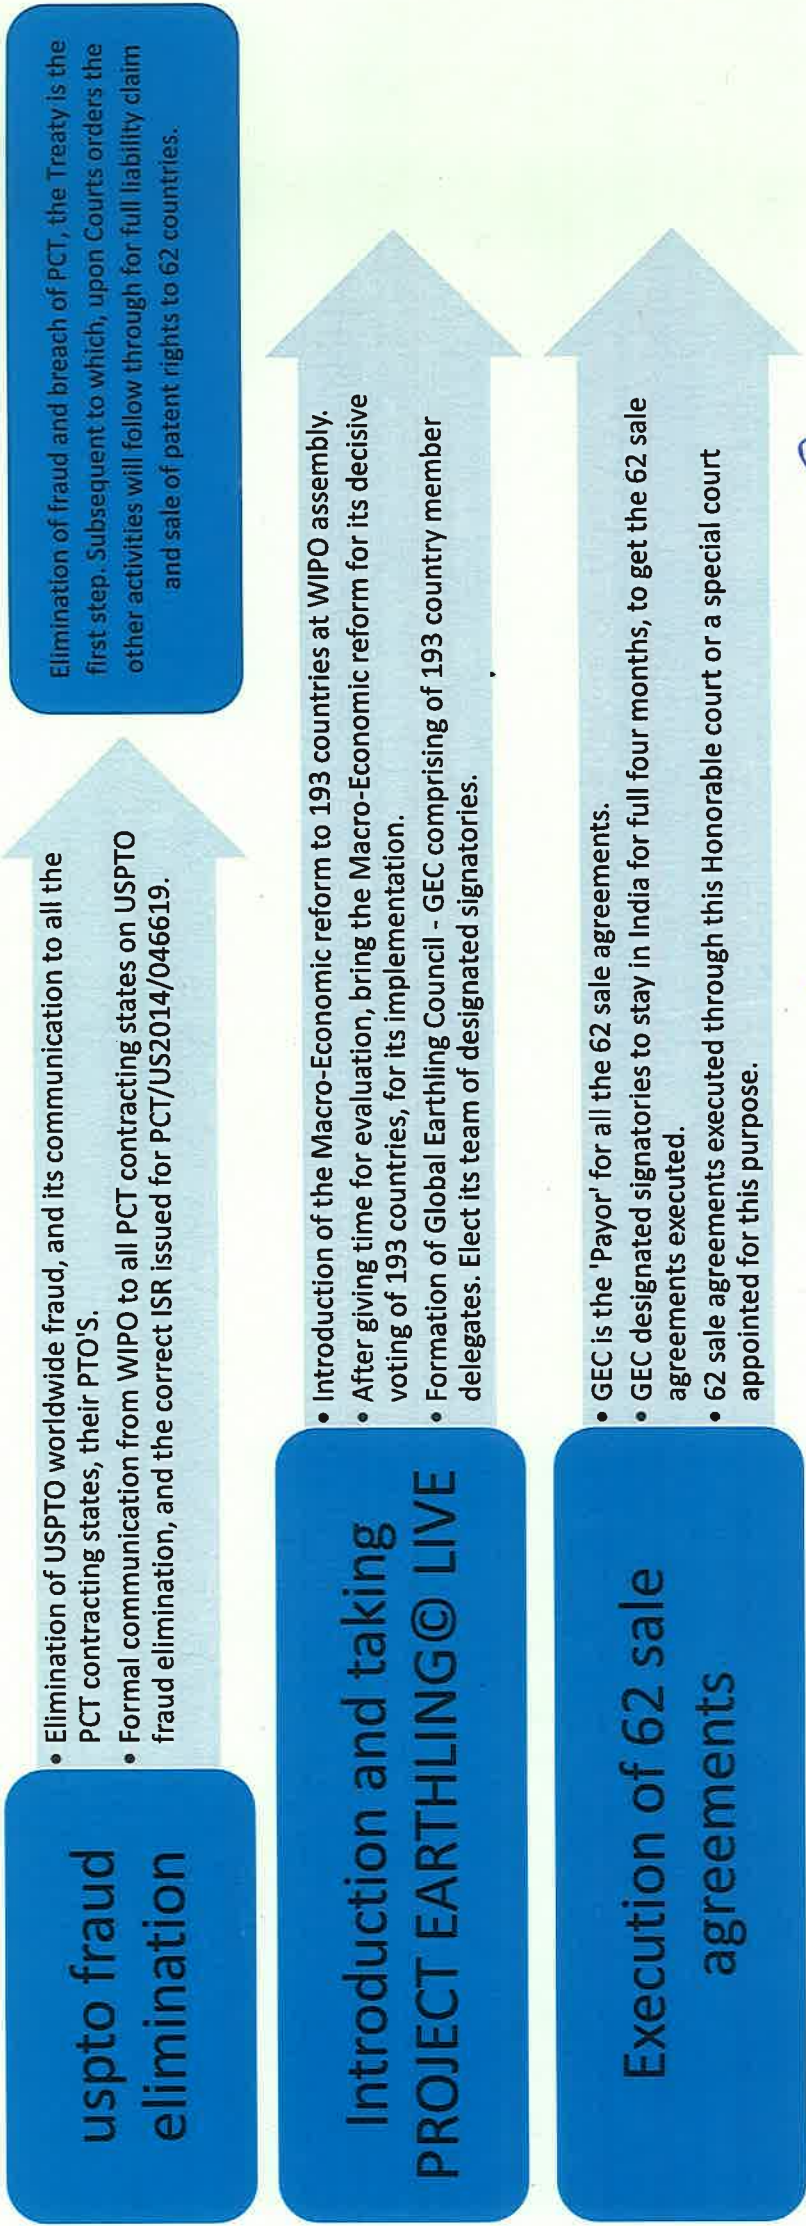 uspto fraud
elimination
• Elimination of USPTO worldwide fraud, and its communication to all the
PCT contracting states, their PTO'S.
• Formal communication from WIPO to all PCT contracting states on USPTO
fraud elimination, and the correct ISR issued for PCT/US2014/046619.
Elimination of fraud and breach of PCT, the Treaty is the
first step. Subsequent to which, upon Courts orders the
other activities will follow through for full liability claim
and sale of patent rights to 62 countries.
Introduction and taking
PROJECT EARTHLING© LIVE
• Introduction of the Macro-Economic reform to 193 countries at WIPO assembly.
• After giving time for evaluation, bring the Macro-Economic reform for its decisive
voting of 193 countries, for its implementation.
• Formation of Global Earthling Council - GEC comprising of 193 country member
delegates. Elect its team of designated signatories.
Execution of 62 sale
agreements
• GEC is the 'Payor' for all the 62 sale agreements.
• GEC designated signatories to stay in India for full four months, to get the 62 sale
agreements executed.
• 62 sale agreements executed through this Honorable court or a special court
appointed for this purpose.